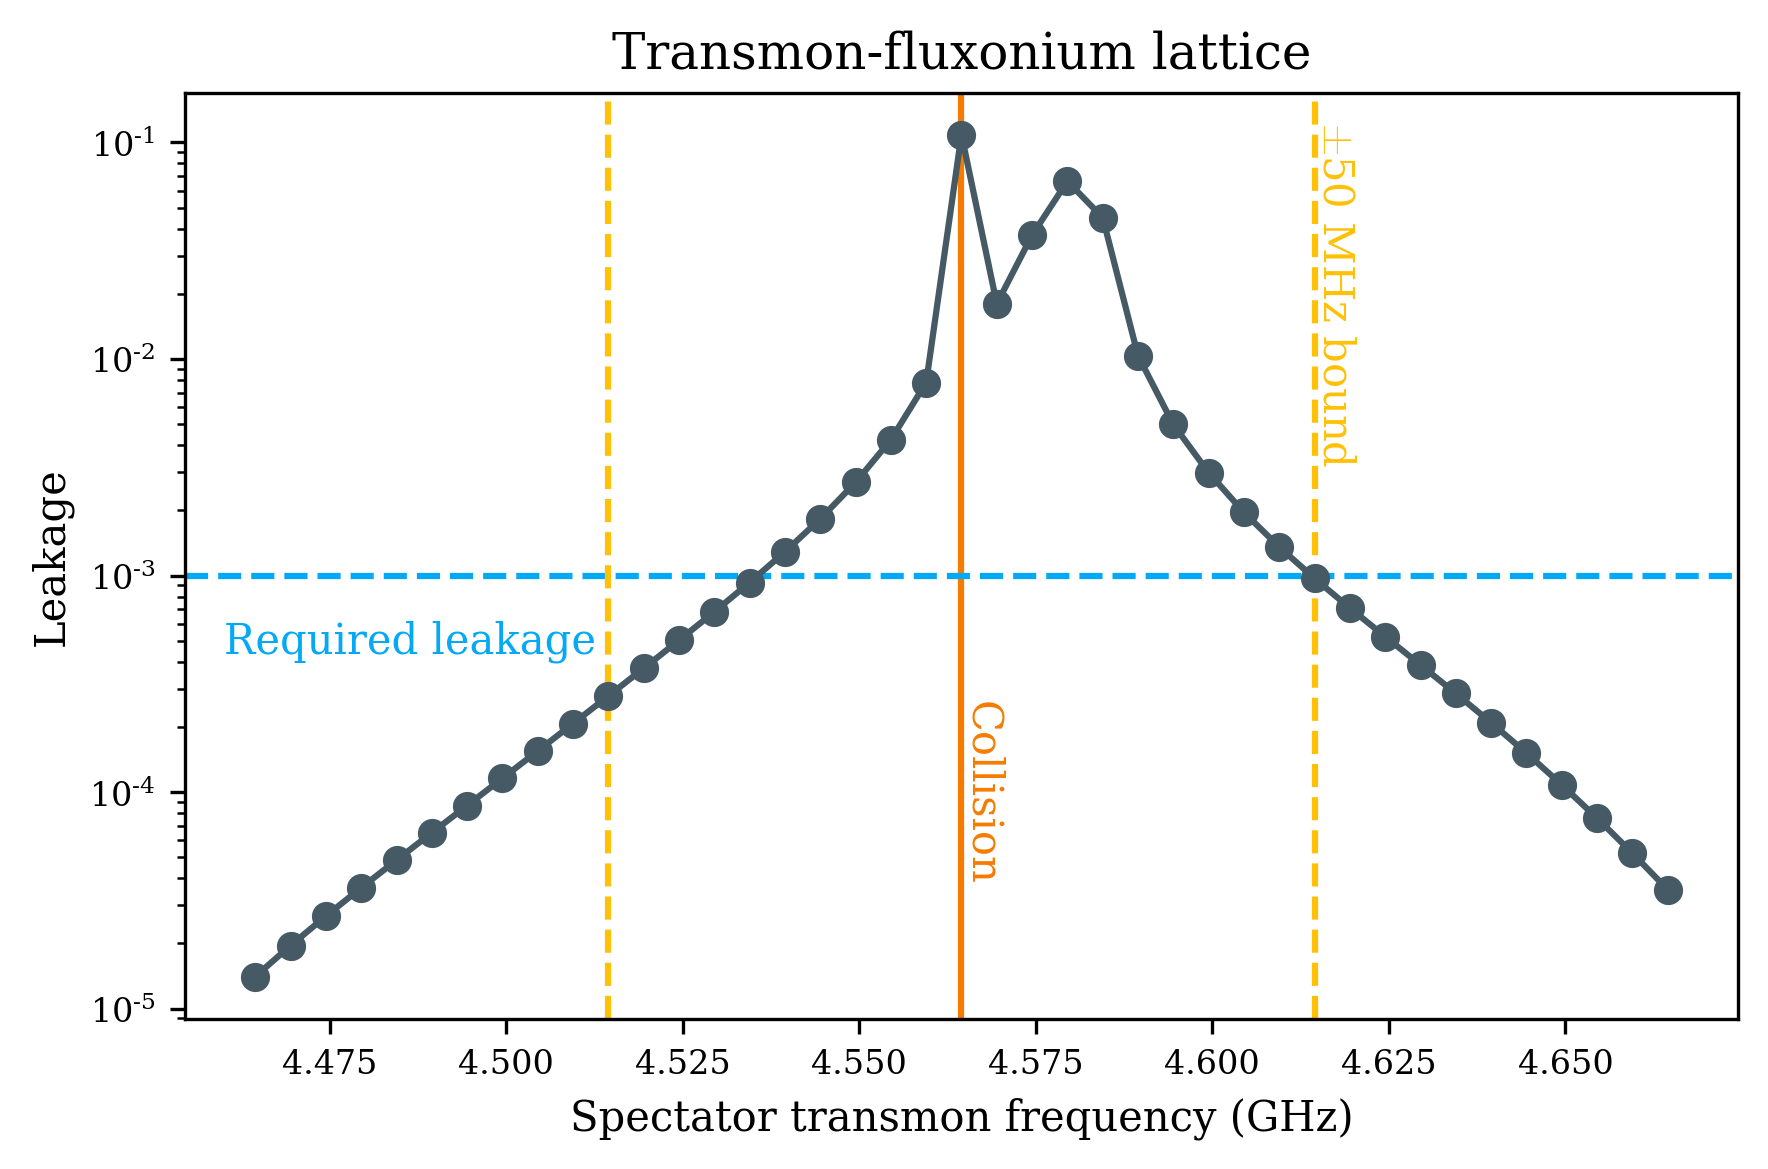 Transmon-fluxonium lattice
10-1
10-2
10-3
10-4
10-5
Leakage
±50 MHz bound
Required leakage
Collision
4.475 4.500 4.525 4.550 4.575 4.600 4.625 4.650
Spectator transmon frequency (GHz)